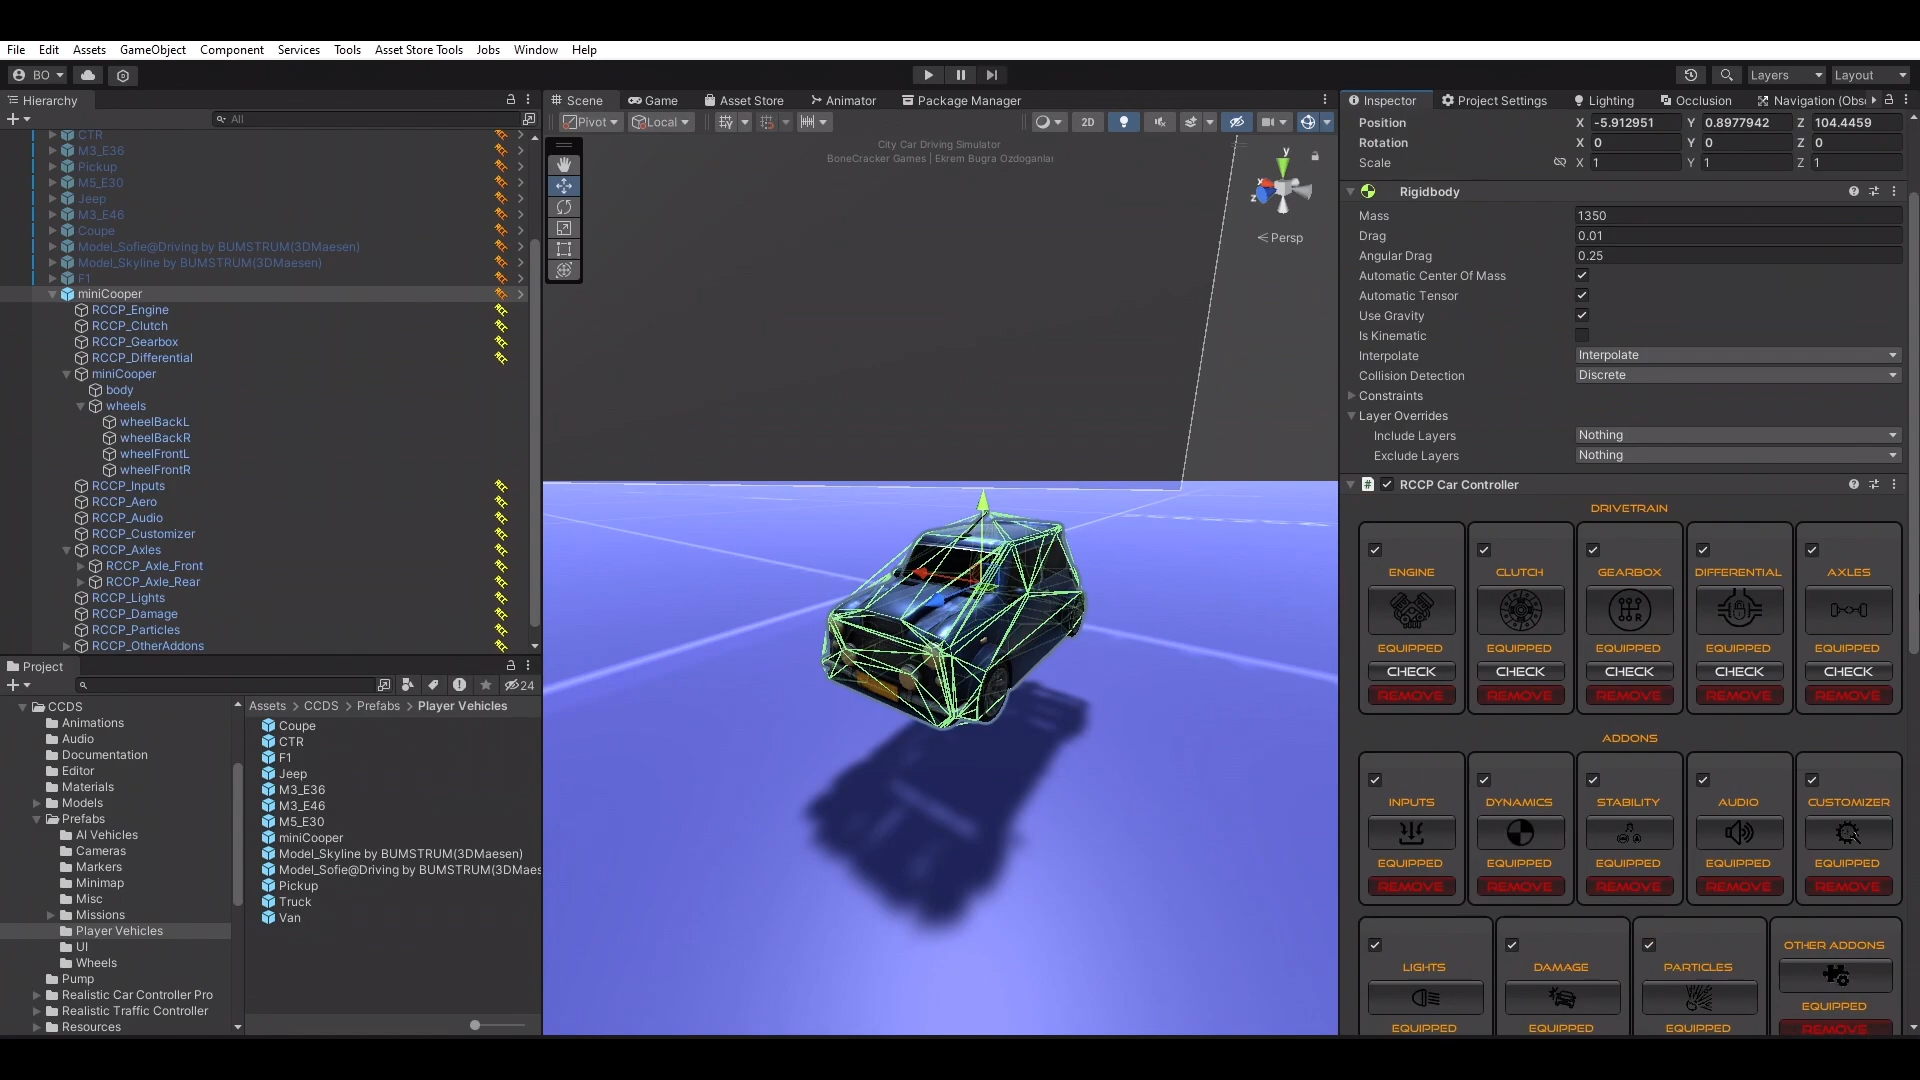 File Edit Assets GameObject Component Services Tools Asset Store Tools Jobs Window Help
BO Layers Layout
Hierarchy
All
CTR
M3_E36
Pickup
M5_E30
Jeep
M3_E46
Coupe
Model_Sofie@Driving by BUMSTRUM(3DMaesen)
Model_Skyline by BUMSTRUM(3DMaesen)
F1
miniCooper
RCCP_Engine
RCCP_Clutch
RCCP_Gearbox
RCCP_Differential
miniCooper
body
wheels
wheelBackL
wheelBackR
wheelFrontL
wheelFrontR
RCCP_Inputs
RCCP_Aero
RCCP_Audio
RCCP_Customizer
RCCP_Axles
RCCP_Axle_Front
RCCP_Axle_Rear
RCCP_Lights
RCCP_Damage
RCCP_Particles
RCCP_OtherAddons
Scene Game Asset Store Animator Package Manager
Pivot Local 2D
City Car Driving Simulator
BoneCracker Games | Ekrem Bugra Ozdoganlar
y
x
z
Persp
Project
24
CCDS
Animations
Audio
Documentation
Editor
Materials
Models
Prefabs
AI Vehicles
Cameras
Markers
Minimap
Misc
Missions
Player Vehicles
UI
Wheels
Pump
Realistic Car Controller Pro
Realistic Traffic Controller
Resources
Assets > CCDS > Prefabs > Player Vehicles
Coupe
CTR
F1
Jeep
M3_E36
M3_E46
M5_E30
miniCooper
Model_Skyline by BUMSTRUM(3DMaesen)
Model_Sofie@Driving by BUMSTRUM(3DMaes
Pickup
Truck
Van
Inspector Project Settings Lighting Occlusion Navigation (Obs
Position X -5.912951 Y 0.8977942 Z 104.4459
Rotation X 0 Y 0 Z 0
Scale X 1 Y 1 Z 1
Rigidbody
Mass 1350
Drag 0.01
Angular Drag 0.25
Automatic Center Of Mass
Automatic Tensor
Use Gravity
Is Kinematic
Interpolate Interpolate
Collision Detection Discrete
Constraints
Layer Overrides
Include Layers Nothing
Exclude Layers Nothing
# RCCP Car Controller
DRIVETRAIN
ENGINE CLUTCH GEARBOX DIFFERENTIAL AXLES
EQUIPPED EQUIPPED EQUIPPED EQUIPPED EQUIPPED
CHECK CHECK CHECK CHECK CHECK
REMOVE REMOVE REMOVE REMOVE REMOVE
ADDONS
INPUTS DYNAMICS STABILITY AUDIO CUSTOMIZER
EQUIPPED EQUIPPED EQUIPPED EQUIPPED EQUIPPED
REMOVE REMOVE REMOVE REMOVE REMOVE
OTHER ADDONS
LIGHTS DAMAGE PARTICLES
EQUIPPED
EQUIPPED EQUIPPED EQUIPPED
REMOVE